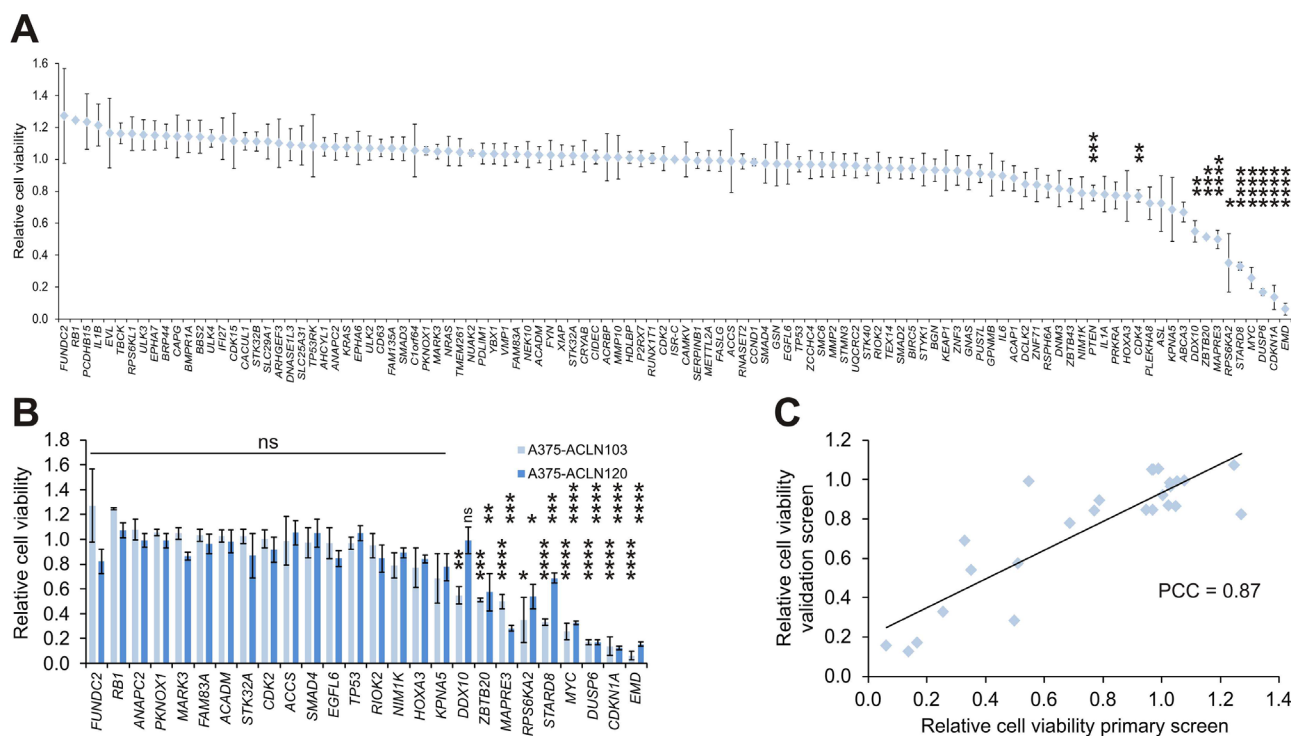 A
Relative cell viability
1.6
1.4
1.2
1.0
0.8
0.6
0.4
0.2
0.0
FUNDC2
RB1
PCDHB15
IL1B
EVL
TBCK
RPS6KL1
ULK3
EPHA7
BRP44
CAPG
BMPR1A
BBS2
ULK4
IFI27
CDK15
CACUL1
STK32B
SLC29A1
ARHGEF3
DNASE1L3
SLC25A31
TP53RK
AHCYL1
ANAPC2
KRAS
EPHA6
ULK2
CD63
FAM135A
SMAD3
C1orf64
PKNOX1
MARK3
NRAS
TMEM261
NUAK2
PDLIM1
YBX1
VMP1
FAM83A
NEK10
ACADM
FYN
XIAP
STK32A
CRYAB
CIDEC
ACRBP
MMP10
HDLBP
P2RX7
RUNX1T1
CDK2
ISR-C
CAMKV
SERPINB1
METTL2A
FASLG
ACCS
RNASET2
CCND1
SMAD4
GSN
EGFL6
TP53
ZCCHC4
SMC6
MMP2
STMN3
UQCRC2
STK40
RIOK2
TEX14
SMAD2
BIRC5
STYK1
BGN
KEAP1
ZNF3
GNAS
PUS7L
GPNMB
IL6
ACAP1
DCLK2
ZNF71
RSPH6A
DNM3
ZBTB43
NIM1K
PTEN
IL1A
PRKRA
HOXA3
CDK4
PLEKHA8
ASL
KPNA5
ABCA3
DDX10
ZBTB20
MAPRE3
RPS6KA2
STARD8
MYC
DUSP6
CDKN1A
EMD
***
**
***
***
****
**
****
****
****
****
****
B
Relative cell viability
1.8
1.6
1.4
1.2
1.0
0.8
0.6
0.4
0.2
0.0
ns
A375-ACLN103
A375-ACLN120
**
ns
***
**
****
***
*
*
****
***
****
****
****
****
****
****
****
****
FUNDC2
RB1
ANAPC2
PKNOX1
MARK3
FAM83A
ACADM
STK32A
CDK2
ACCS
SMAD4
EGFL6
TP53
RIOK2
NIM1K
HOXA3
KPNA5
DDX10
ZBTB20
MAPRE3
RPS6KA2
STARD8
MYC
DUSP6
CDKN1A
EMD
C
Relative cell viability
validation screen
1.2
1.0
0.8
0.6
0.4
0.2
0.0
PCC = 0.87
0.0 0.2 0.4 0.6 0.8 1.0 1.2 1.4
Relative cell viability primary screen